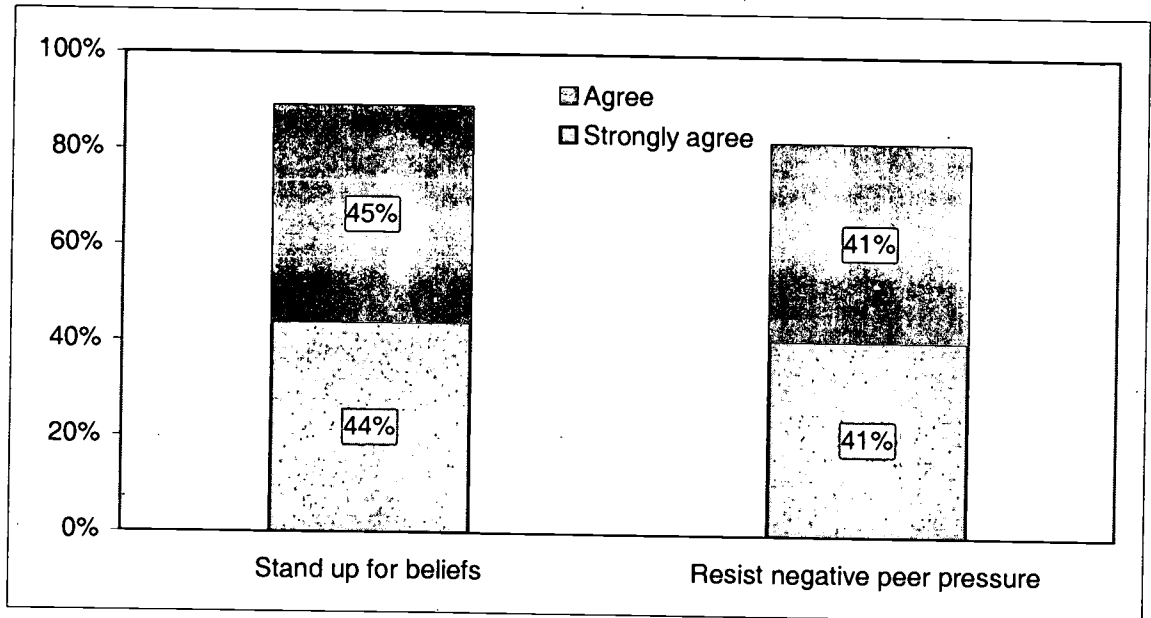 100%
80%
60%
40%
20%
0%
Agree
Strongly agree
45%
44%
41%
41%
Stand up for beliefs
Resist negative peer pressure